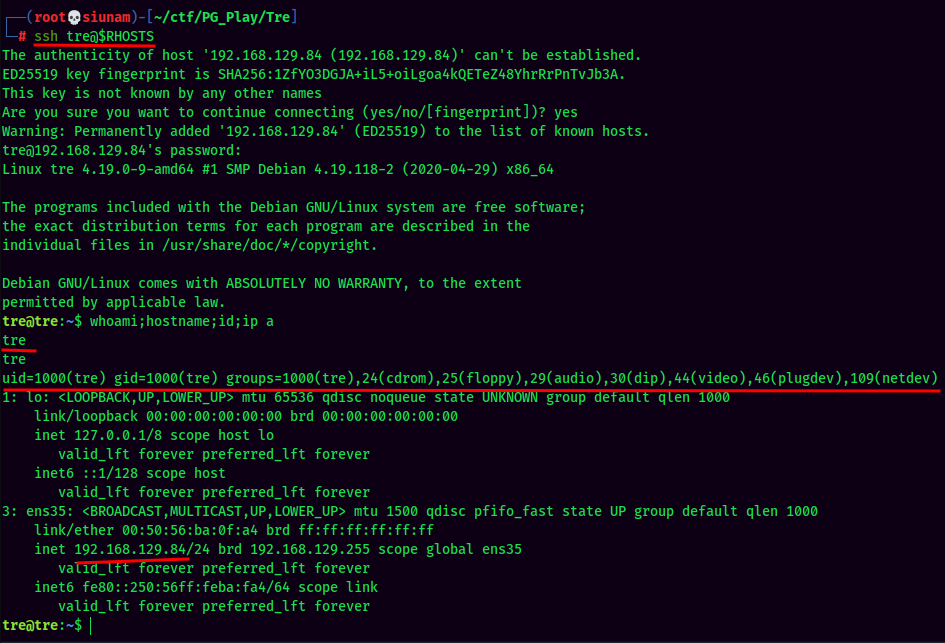 ┌──(root💀siunam)-[~/ctf/PG_Play/Tre]
└─# ssh tre@$RHOSTS
The authenticity of host '192.168.129.84 (192.168.129.84)' can't be established.
ED25519 key fingerprint is SHA256:1ZfYO3DGJA+iL5+oiLgoa4kQETeZ48YhrRrPnTvJb3A.
This key is not known by any other names
Are you sure you want to continue connecting (yes/no/[fingerprint])? yes
Warning: Permanently added '192.168.129.84' (ED25519) to the list of known hosts.
tre@192.168.129.84's password:
Linux tre 4.19.0-9-amd64 #1 SMP Debian 4.19.118-2 (2020-04-29) x86_64
The programs included with the Debian GNU/Linux system are free software;
the exact distribution terms for each program are described in the
individual files in /usr/share/doc/*/copyright.
Debian GNU/Linux comes with ABSOLUTELY NO WARRANTY, to the extent
permitted by applicable law.
tre@tre:~$ whoami;hostname;id;ip a
tre
tre
uid=1000(tre) gid=1000(tre) groups=1000(tre),24(cdrom),25(floppy),29(audio),30(dip),44(video),46(plugdev),109(netdev)
1: lo: <LOOPBACK,UP,LOWER_UP> mtu 65536 qdisc noqueue state UNKNOWN group default qlen 1000
    link/loopback 00:00:00:00:00:00 brd 00:00:00:00:00:00
    inet 127.0.0.1/8 scope host lo
       valid_lft forever preferred_lft forever
    inet6 ::1/128 scope host
       valid_lft forever preferred_lft forever
3: ens35: <BROADCAST,MULTICAST,UP,LOWER_UP> mtu 1500 qdisc pfifo_fast state UP group default qlen 1000
    link/ether 00:50:56:ba:0f:a4 brd ff:ff:ff:ff:ff:ff
    inet 192.168.129.84/24 brd 192.168.129.255 scope global ens35
       valid_lft forever preferred_lft forever
    inet6 fe80::250:56ff:feba:fa4/64 scope link
       valid_lft forever preferred_lft forever
tre@tre:~$